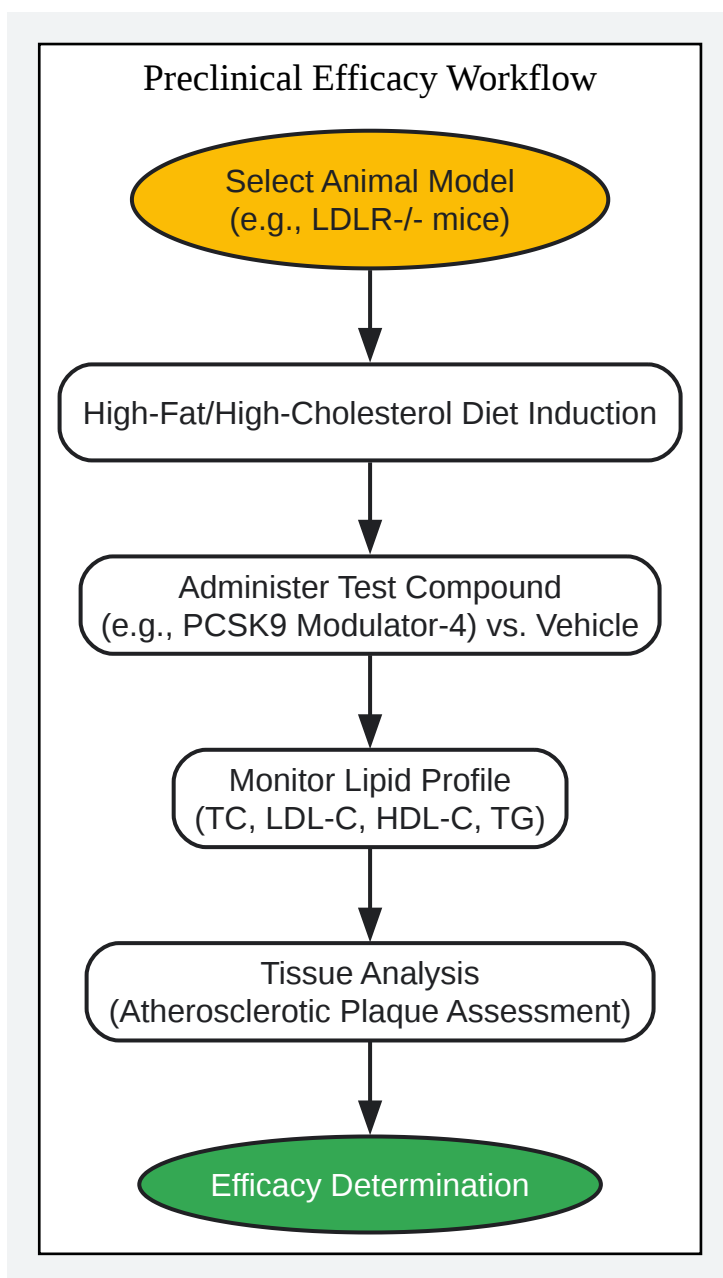 Preclinical Efficacy Workflow
Select Animal Model
(e.g., LDLR-/- mice)
High-Fat/High-Cholesterol Diet Induction
Administer Test Compound
(e.g., PCSK9 Modulator-4) vs. Vehicle
Monitor Lipid Profile
(TC, LDL-C, HDL-C, TG)
Tissue Analysis
(Atherosclerotic Plaque Assessment)
Efficacy Determination